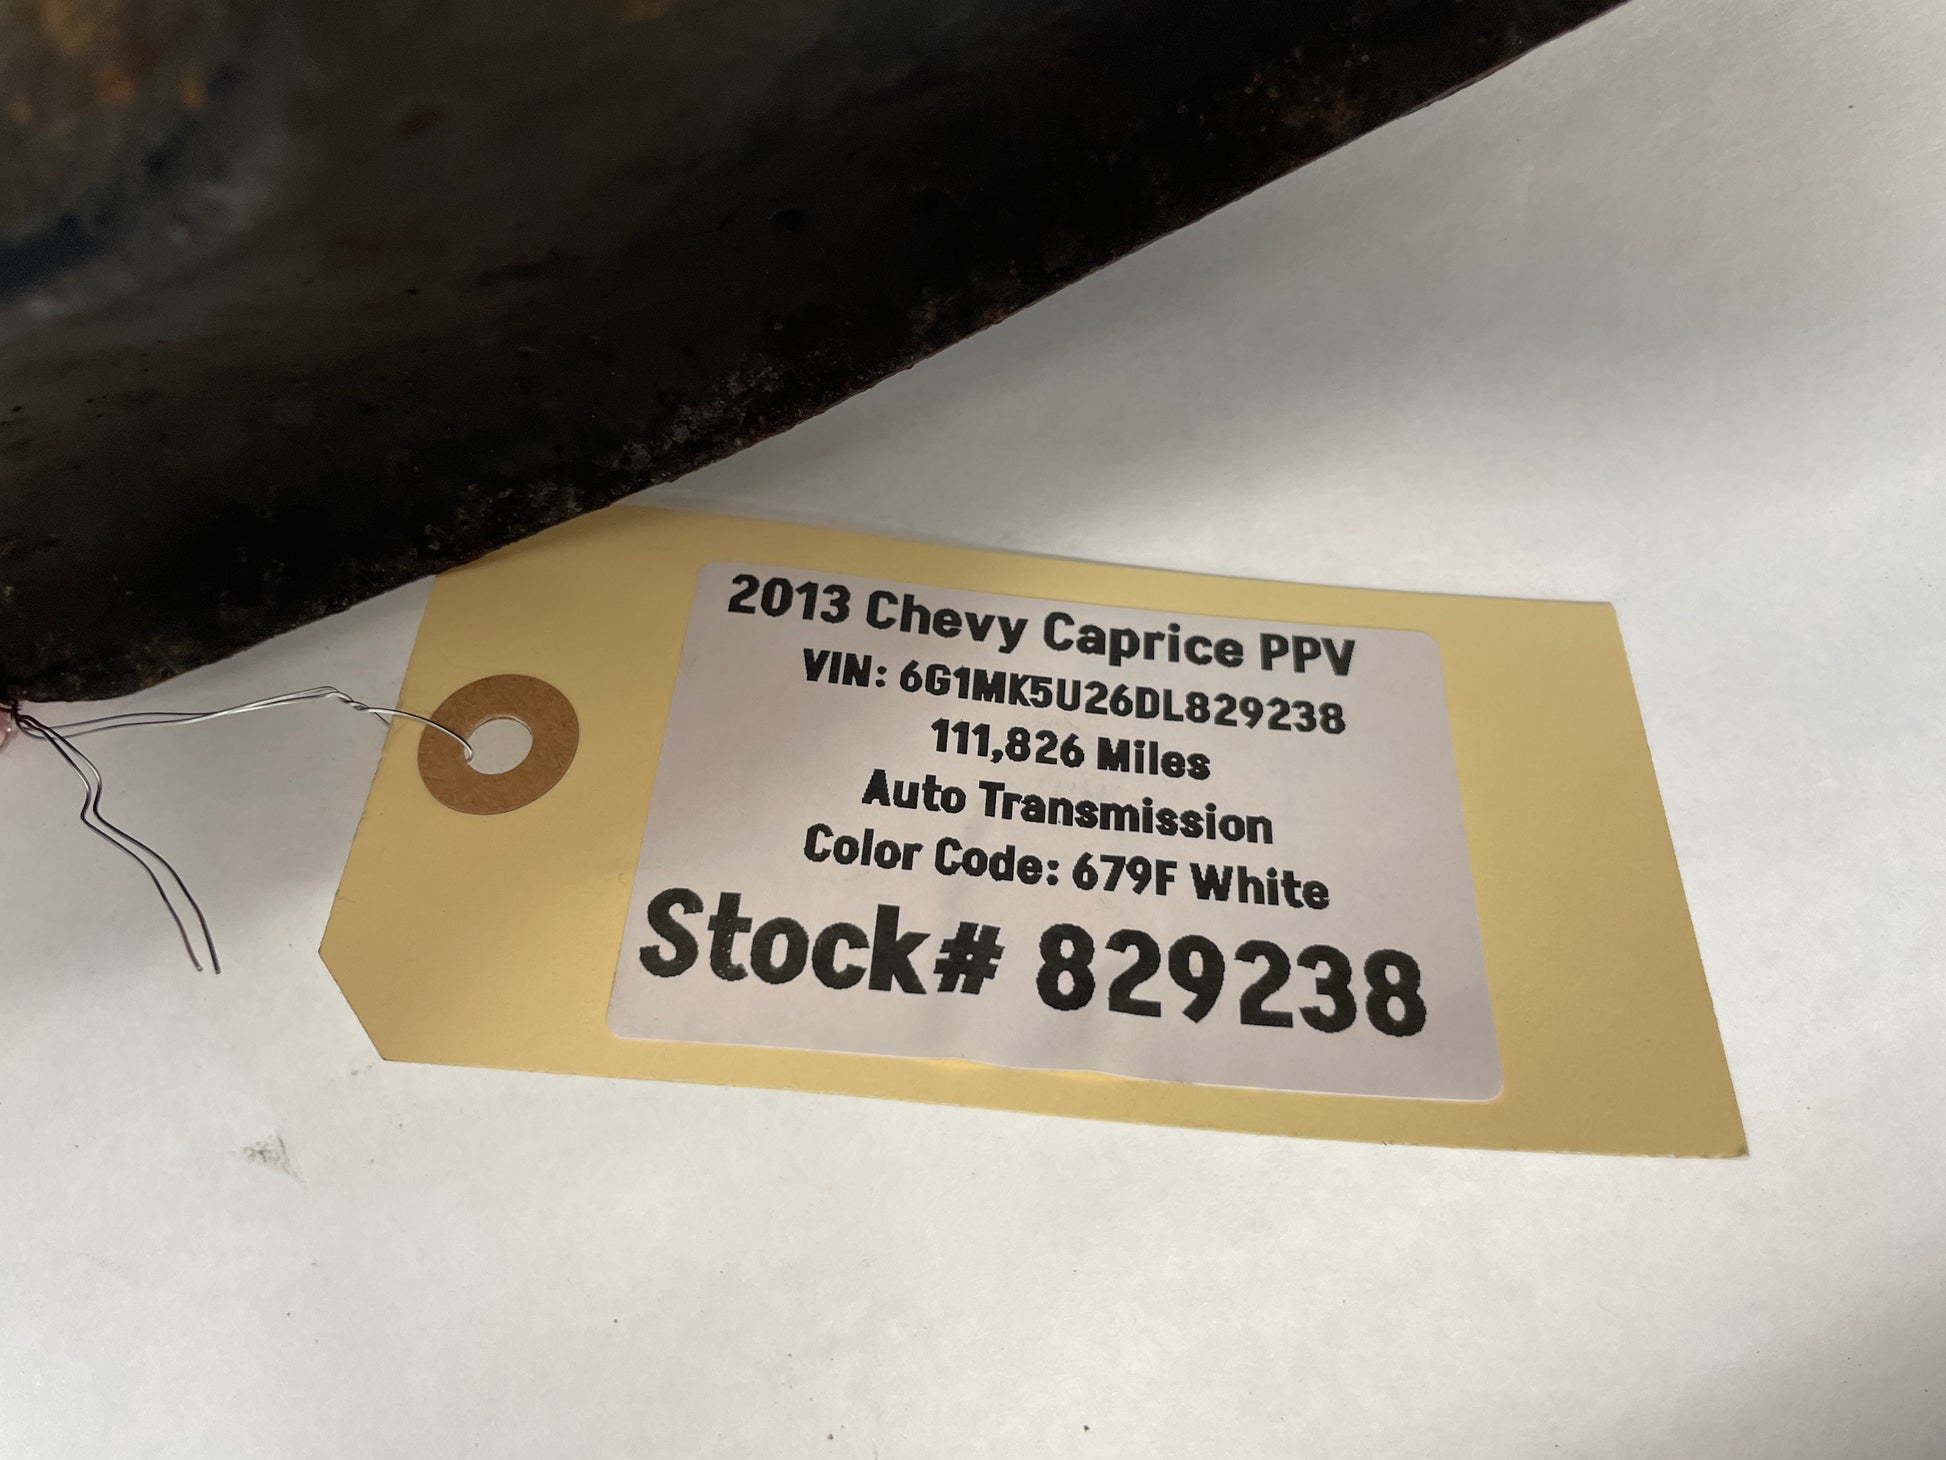 2013 Chevy Caprice PPV
VIN: 6G1MK5U26DL829238
111,826 Miles
Auto Transmission
Color Code: 679F White
Stock# 829238